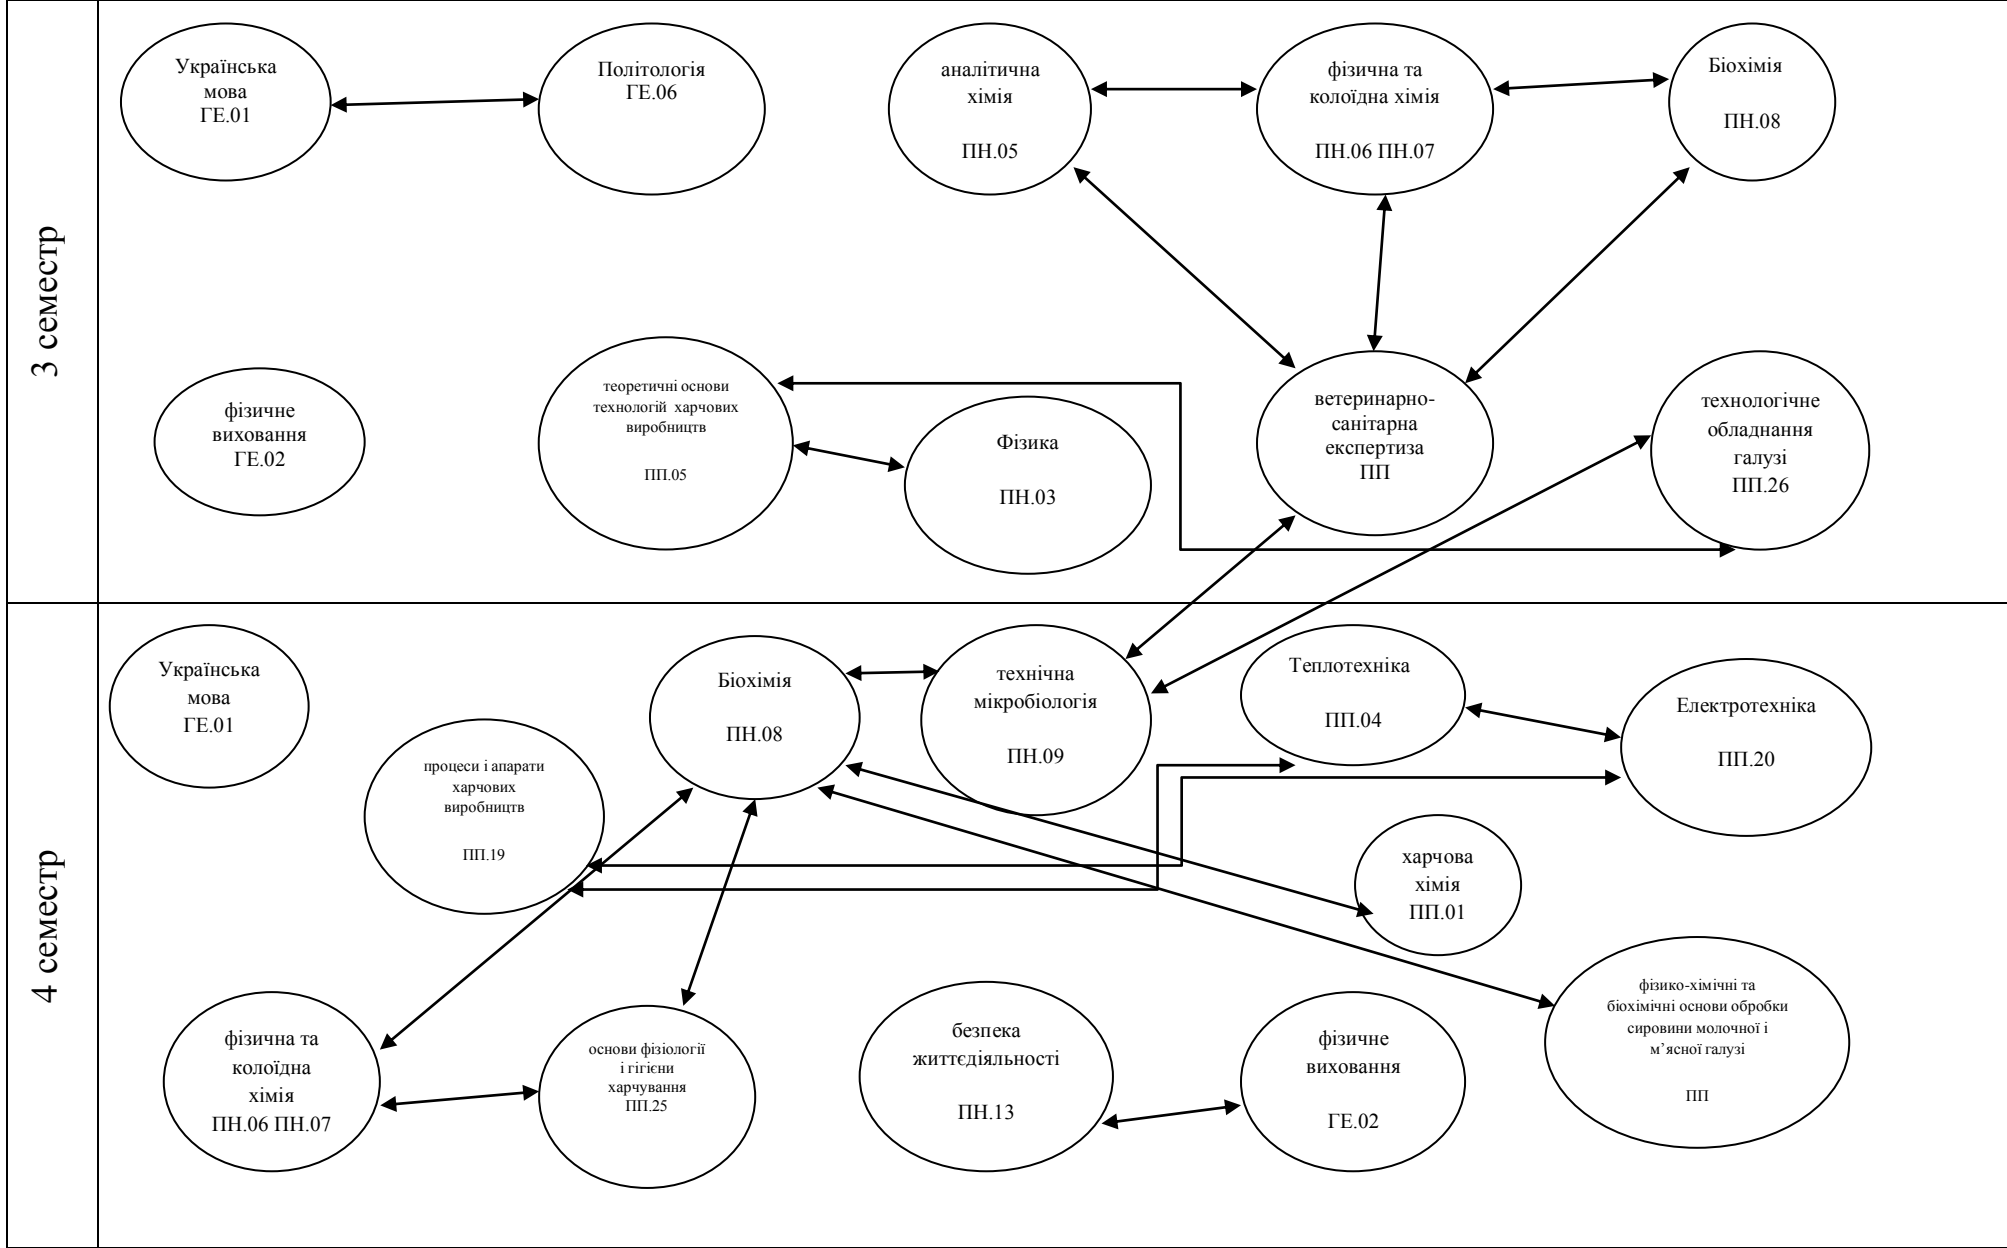 3 семестр
Українська
мова
ГЕ.01
Політологія
ГЕ.06
аналітична
хімія
ПН.05
фізична та
колоїдна хімія
ПН.06 ПН.07
Біохімія
ПН.08
фізичне
виховання
ГЕ.02
теоретичні основи
технологій харчових
виробництв
ПП.05
Фізика
ПН.03
ветеринарно-
санітарна
експертиза
ПП
технологічне
обладнання
галузі
ПП.26
4 семестр
Українська
мова
ГЕ.01
процеси і апарати
харчових
виробництв
ПП.19
Біохімія
ПН.08
технічна
мікробіологія
ПН.09
Теплотехніка
ПП.04
Електротехніка
ПП.20
харчова
хімія
ПП.01
фізична та
колоїдна
хімія
ПН.06 ПН.07
основи фізіології
і гігієни
харчування
ПП.25
безпека
життєдіяльності
ПН.13
фізичне
виховання
ГЕ.02
фізико-хімічні та
біохімічні основи обробки
сировини молочної і
м’ясної галузі
ПП